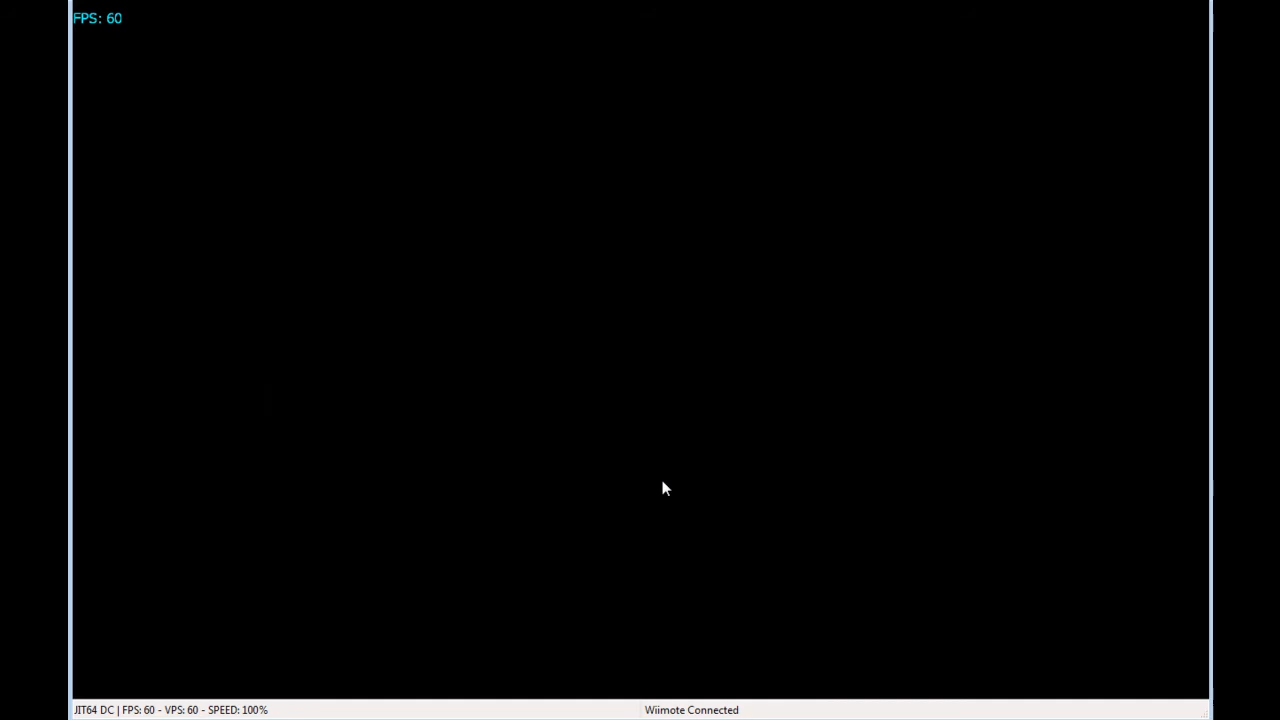 FPS: 60
JIT64 DC | FPS: 60 - VPS: 60 - SPEED: 100%
Wiimote Connected